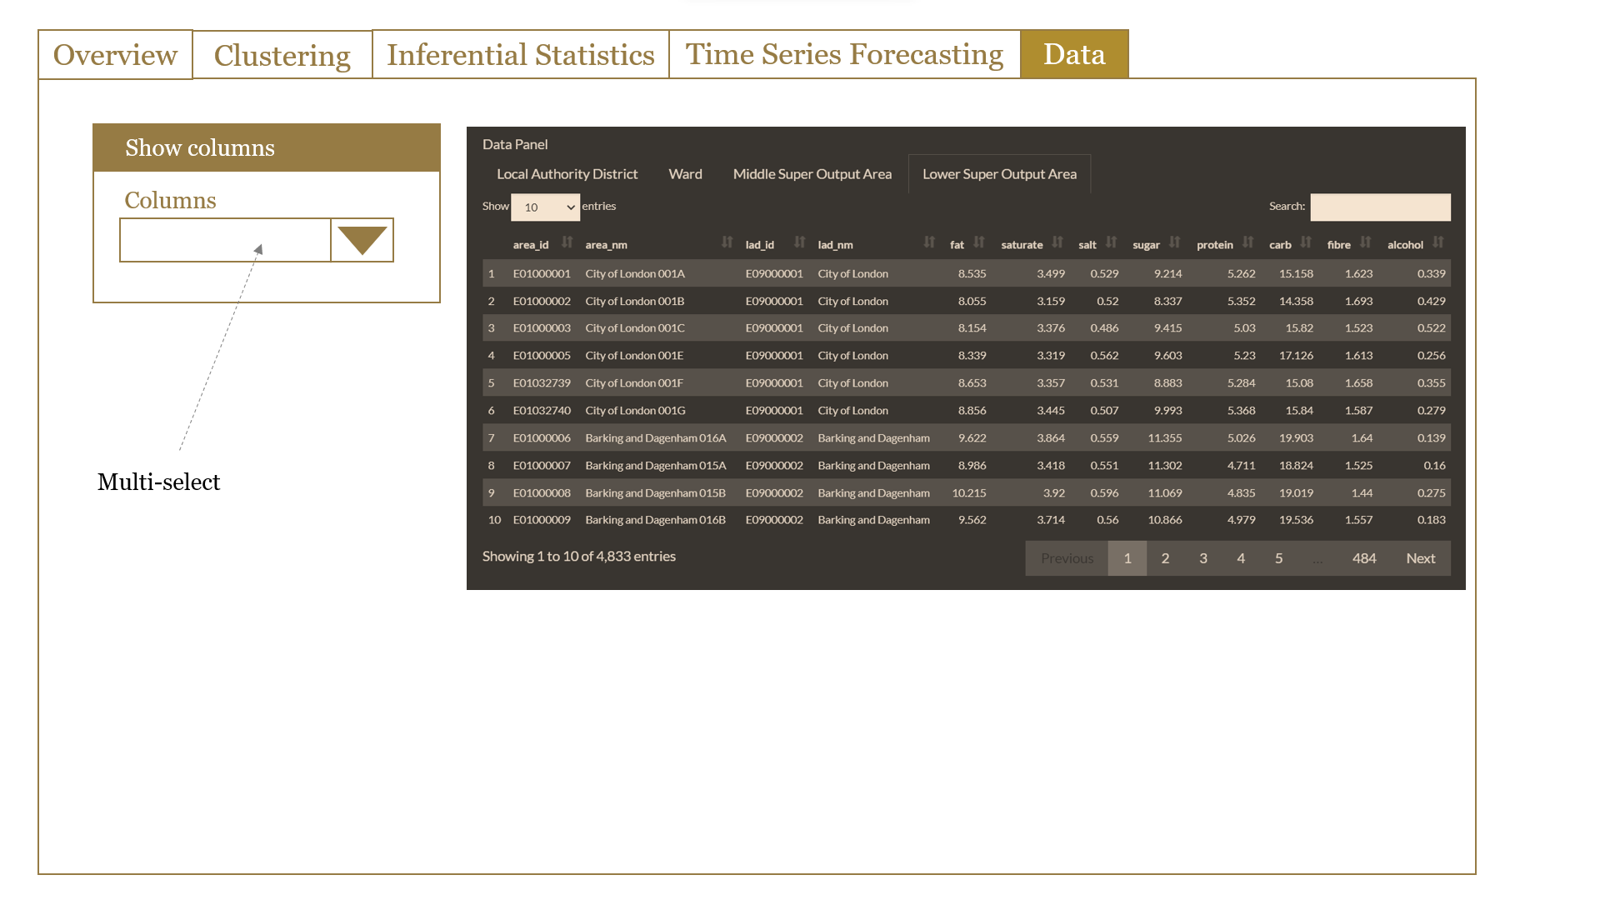 Overview Clustering Inferential Statistics Time Series Forecasting Data
Show columns
Columns
Multi-select
Data Panel
Local Authority District Ward Middle Super Output Area Lower Super Output Area
Show 10 entries Search:
area_id area_nm lad_id lad_nm fat saturate salt sugar protein carb fibre alcohol
1 E01000001 City of London 001A E09000001 City of London 8.535 3.499 0.529 9.214 5.262 15.158 1.623 0.339
2 E01000002 City of London 001B E09000001 City of London 8.055 3.159 0.52 8.337 5.352 14.358 1.693 0.429
3 E01000003 City of London 001C E09000001 City of London 8.154 3.376 0.486 9.415 5.03 15.82 1.523 0.522
4 E01000005 City of London 001E E09000001 City of London 8.339 3.319 0.562 9.603 5.23 17.126 1.613 0.256
5 E01032739 City of London 001F E09000001 City of London 8.653 3.357 0.531 8.883 5.284 15.08 1.658 0.355
6 E01032740 City of London 001G E09000001 City of London 8.856 3.445 0.507 9.993 5.368 15.84 1.587 0.279
7 E01000006 Barking and Dagenham 016A E09000002 Barking and Dagenham 9.622 3.864 0.559 11.355 5.026 19.903 1.64 0.139
8 E01000007 Barking and Dagenham 015A E09000002 Barking and Dagenham 8.986 3.418 0.551 11.302 4.711 18.824 1.525 0.16
9 E01000008 Barking and Dagenham 015B E09000002 Barking and Dagenham 10.215 3.92 0.596 11.069 4.835 19.019 1.44 0.275
10 E01000009 Barking and Dagenham 016B E09000002 Barking and Dagenham 9.562 3.714 0.56 10.866 4.979 19.536 1.557 0.183
Showing 1 to 10 of 4,833 entries Previous 1 2 3 4 5 ... 484 Next